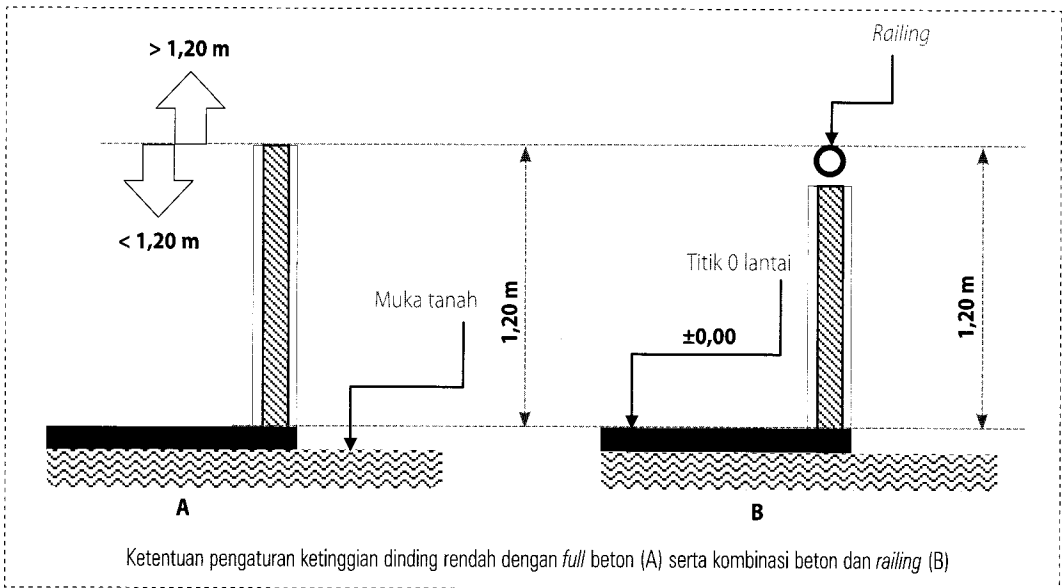 > 1,20 m
Railing
< 1,20 m
Titik 0 lantai
Muka tanah
1,20 m
±0,00
1,20 m
A
B
Ketentuan pengaturan ketinggian dinding rendah dengan full beton (A) serta kombinasi beton dan railing (B)